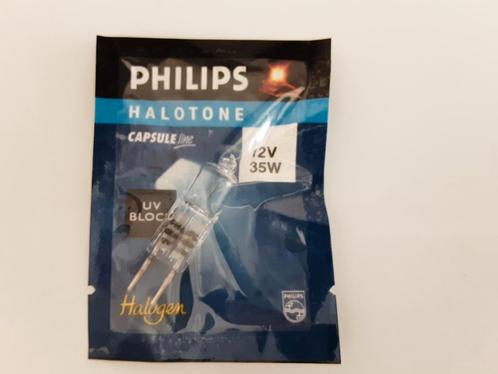 PHILIPS
HALOTONE
CAPSULEline
12V
35W
UV
BLOCK
Halogen
PHILIPS